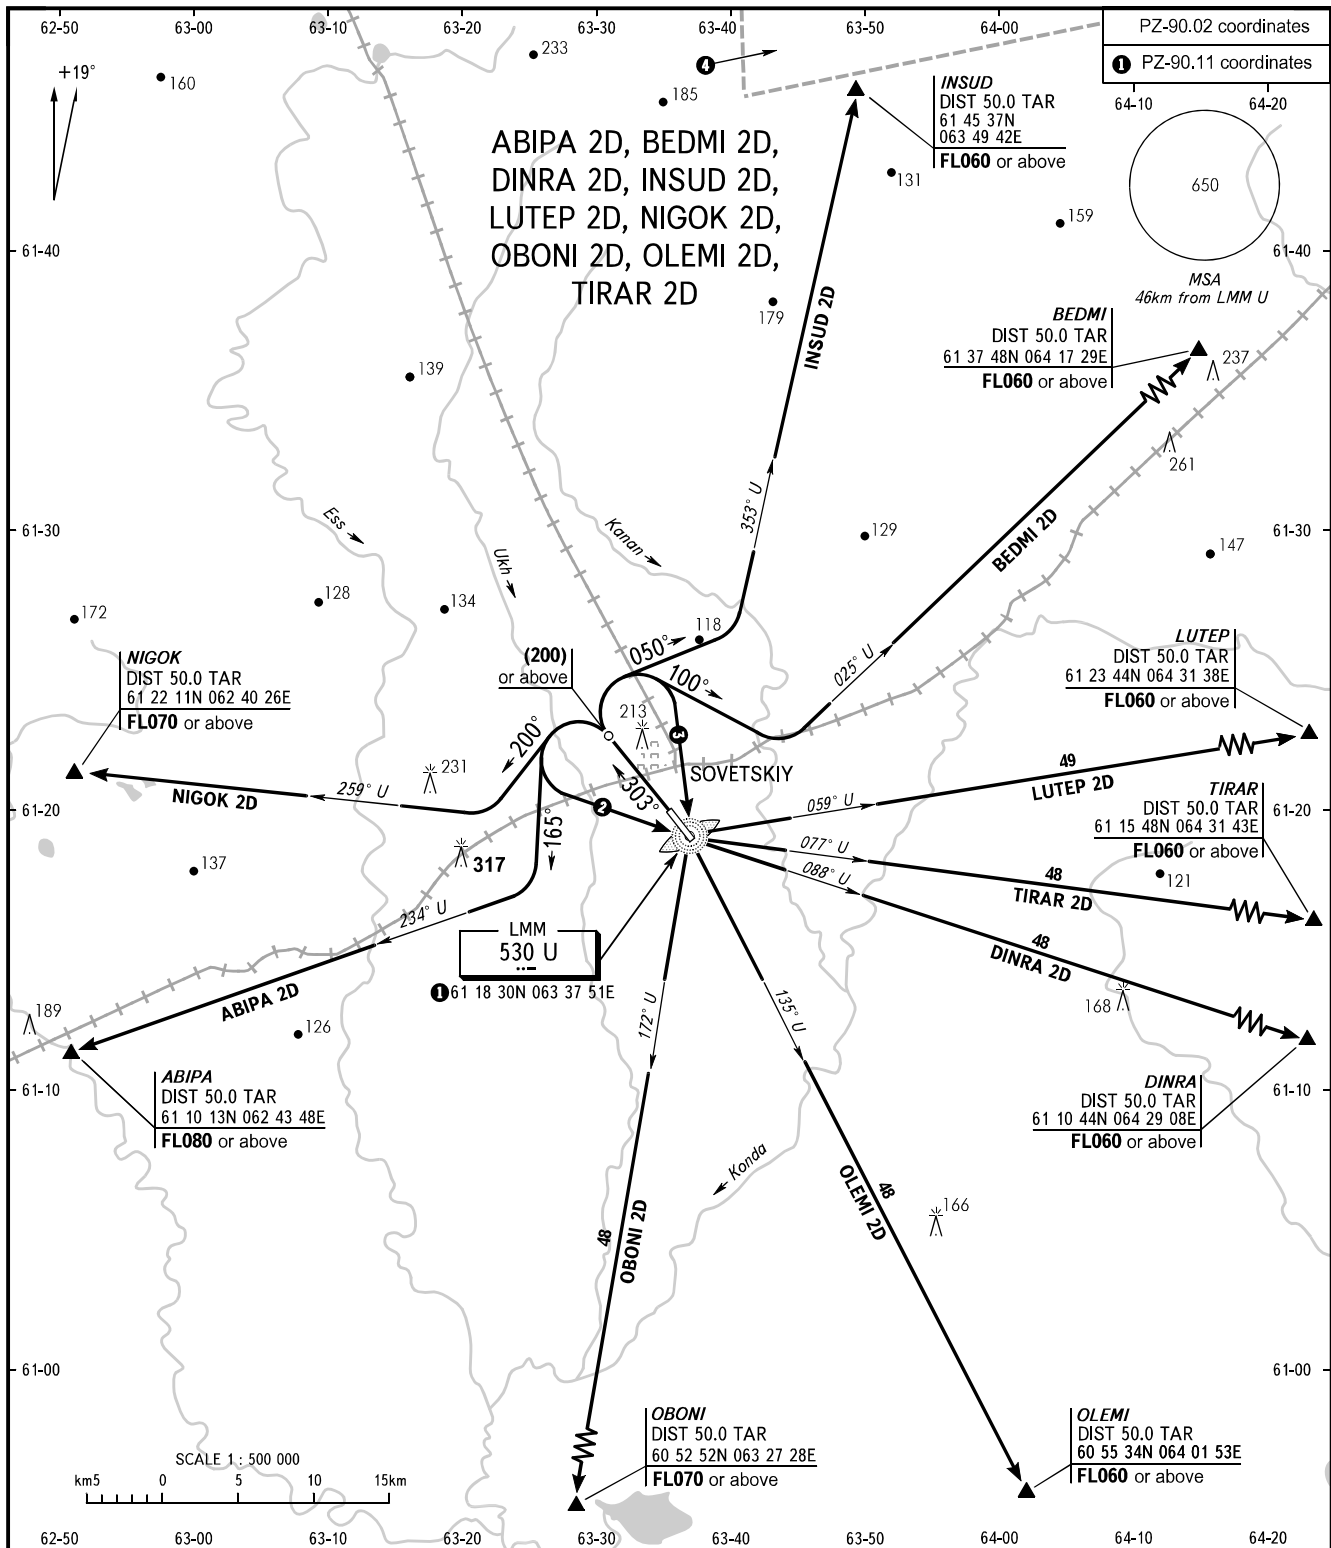 62-50 63-00 63-10 63-20 63-30 63-40 63-50 64-00
PZ-90.02 coordinates
1 PZ-90.11 coordinates
64-10 64-20
+19°
160
233
4
185
INSUD
DIST 50.0 TAR
61 45 37N
063 49 42E
FL060 or above
ABIPA 2D, BEDMI 2D,
DINRA 2D, INSUD 2D,
LUTEP 2D, NIGOK 2D,
OBONI 2D, OLEMI 2D,
TIRAR 2D
131
159
650
MSA
46km from LMM U
61-40
61-40
179
INSUD 2D
BEDMI
DIST 50.0 TAR
61 37 48N 064 17 29E
FL060 or above
237
139
261
353° U
61-30
61-30
Ess
Ukh
Kanan
129
BEDMI 2D
147
172
128
134
118
NIGOK
DIST 50.0 TAR
61 22 11N 062 40 26E
FL070 or above
(200)
or above
050°
100°
025° U
LUTEP
DIST 50.0 TAR
61 23 44N 064 31 38E
FL060 or above
213
3
200°
231
SOVETSKIY
49
LUTEP 2D
259° U
NIGOK 2D
303°
2
059° U
61-20
61-20
TIRAR
DIST 50.0 TAR
61 15 48N 064 31 43E
FL060 or above
165°
077° U
088° U
137
317
48
TIRAR 2D
121
234° U
LMM
530 U
1 61 18 30N 063 37 51E
48
DINRA 2D
ABIPA 2D
189
126
172° U
135° U
168
61-10
61-10
ABIPA
DIST 50.0 TAR
61 10 13N 062 43 48E
FL080 or above
DINRA
DIST 50.0 TAR
61 10 44N 064 29 08E
FL060 or above
Konda
48
OLEMI 2D
166
48
OBONI 2D
61-00
61-00
OBONI
DIST 50.0 TAR
60 52 52N 063 27 28E
FL070 or above
OLEMI
DIST 50.0 TAR
60 55 34N 064 01 53E
FL060 or above
SCALE 1 : 500 000
km5 0 5 10 15km
62-50 63-00 63-10 63-20 63-30 63-40 63-50 64-00 64-10 64-20